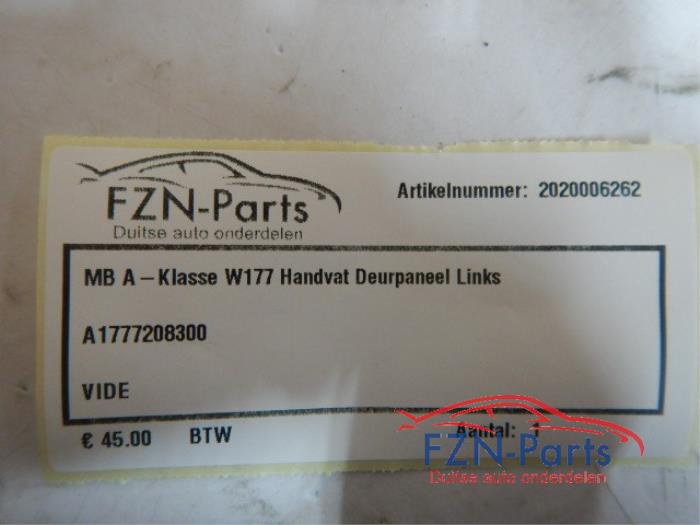 FZN-Parts
Duitse auto onderdelen
Artikelnummer: 2020006262
MB A-Klasse W177 Handvat Deurpaneel Links
A1777208300
VIDE
€ 45.00 BTW
Aantal: 1
FZN-Parts
Duitse auto onderdelen